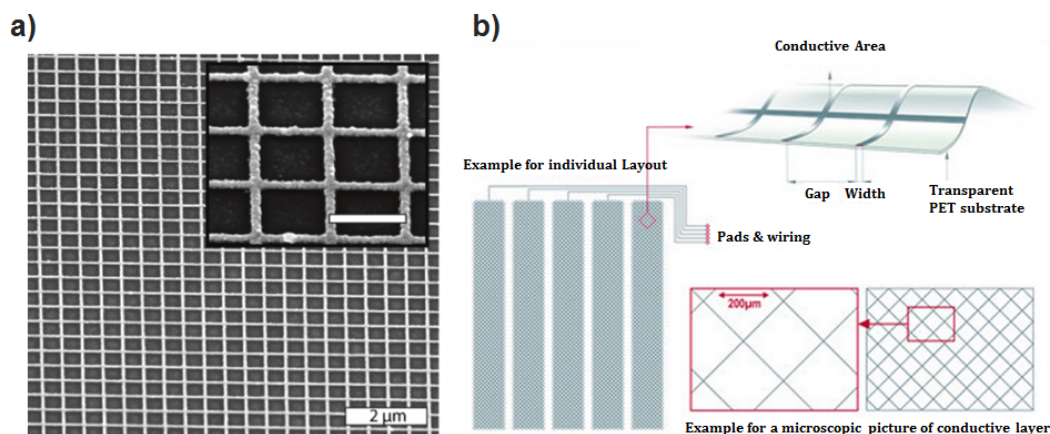 a)
2 μm
b)
Conductive Area
Example for individual Layout
Gap
Width
Transparent
PET substrate
Pads & wiring
200μm
Example for a microscopic picture of conductive layer